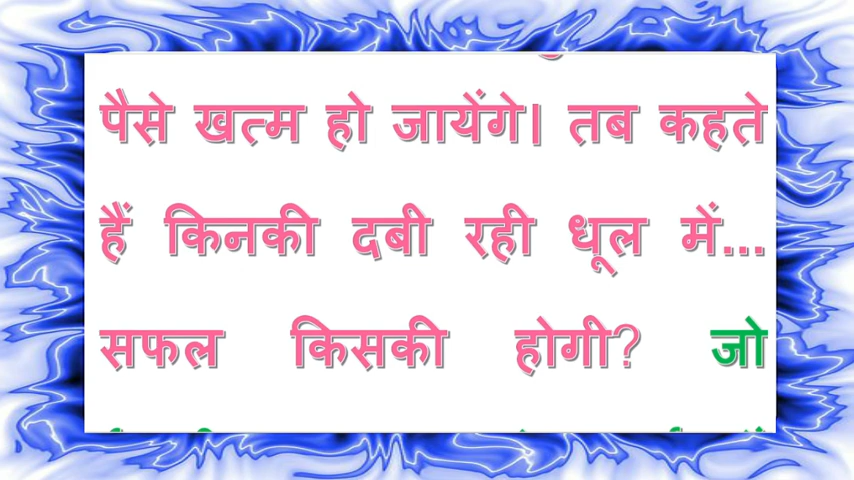 पैसे खत्म हो जायेंगे। तब कहते
हैं किनकी दबी रही धूल में...
सफल किसकी होगी? जो